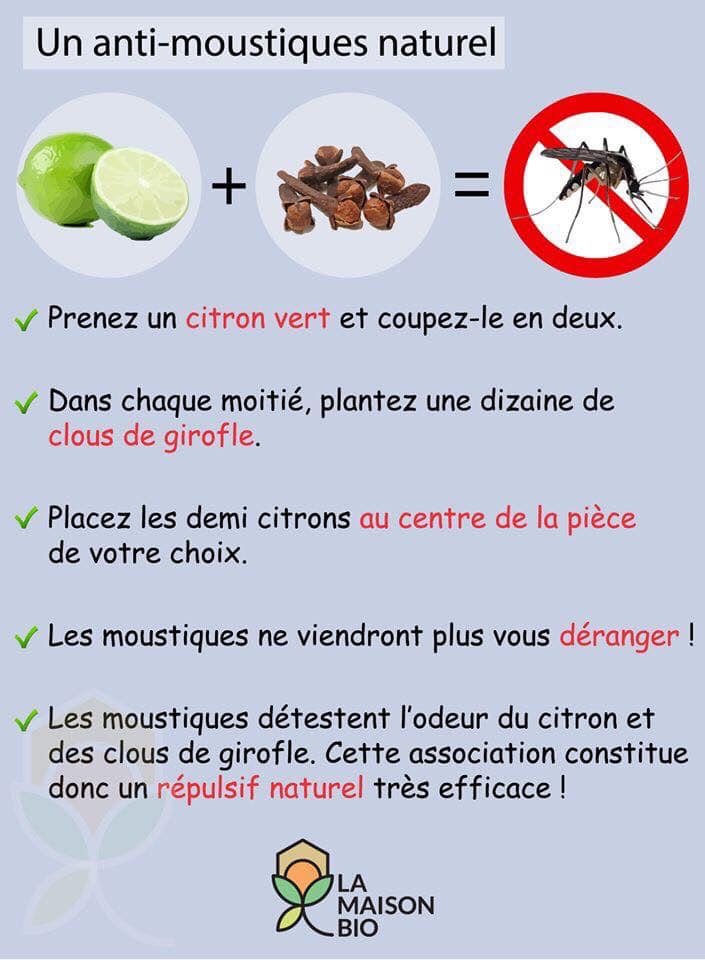 Un anti-moustiques naturel
+
=
Prenez un citron vert et coupez-le en deux.
Dans chaque moitié, plantez une dizaine de
clous de girofle.
Placez les demi citrons au centre de la pièce
de votre choix.
Les moustiques ne viendront plus vous déranger !
Les moustiques détestent l’odeur du citron et
des clous de girofle. Cette association constitue
donc un répulsif naturel très efficace !
LA
MAISON
BIO